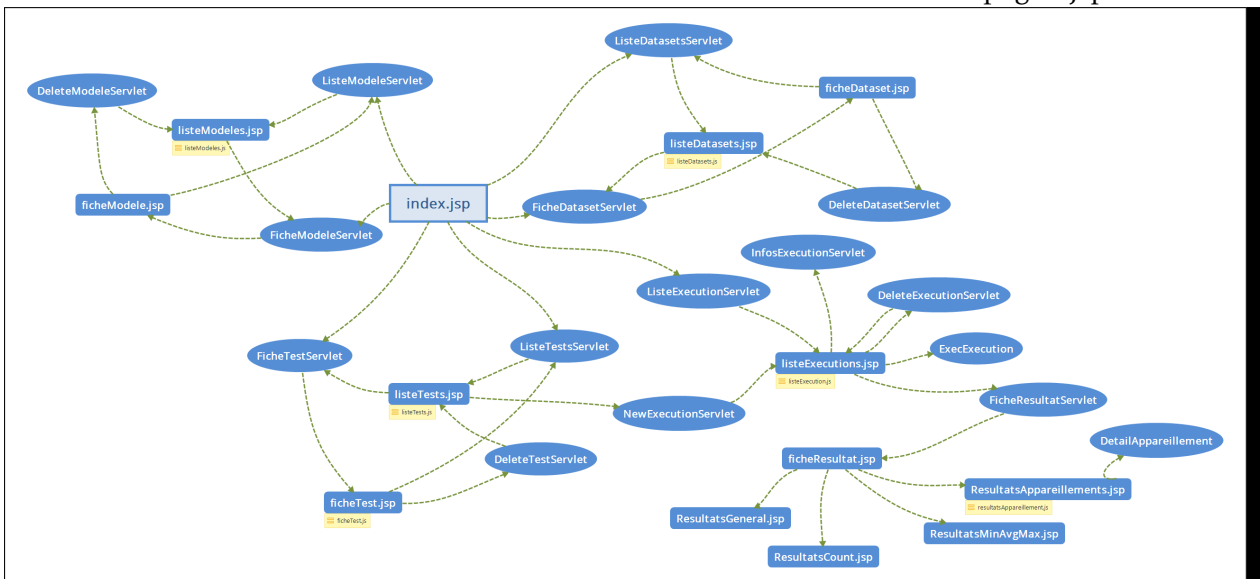 ListeDatasetsServlet
ListeModeleServlet
DeleteModeleServlet
ficheDataset.jsp
listeModeles.jsp
listeModeles.js
listeDatasets.jsp
listeDatasets.js
ficheModele.jsp
index.jsp
FicheDatasetServlet
DeleteDatasetServlet
FicheModeleServlet
InfosExecutionServlet
ListeExecutionServlet
DeleteExecutionServlet
ListeTestsServlet
ExecExecution
FicheTestServlet
listeExecutions.jsp
listeExecution.js
listeTests.jsp
listeTests.js
NewExecutionServlet
FicheResultatServlet
DetailAppareillement
DeleteTestServlet
ficheResultat.jsp
ResultatsAppareillements.jsp
resultatsAppareillement.js
ficheTest.jsp
ficheTest.js
ResultatsGeneral.jsp
ResultatsMinAvgMax.jsp
ResultatsCount.jsp